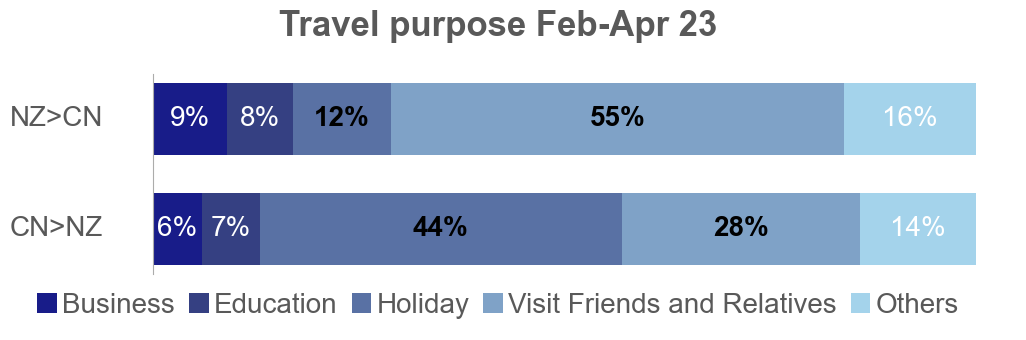 Travel purpose Feb-Apr 23
NZ>CN 9% 8% 12% 55% 16%
CN>NZ 6% 7% 44% 28% 14%
Business Education Holiday Visit Friends and Relatives Others